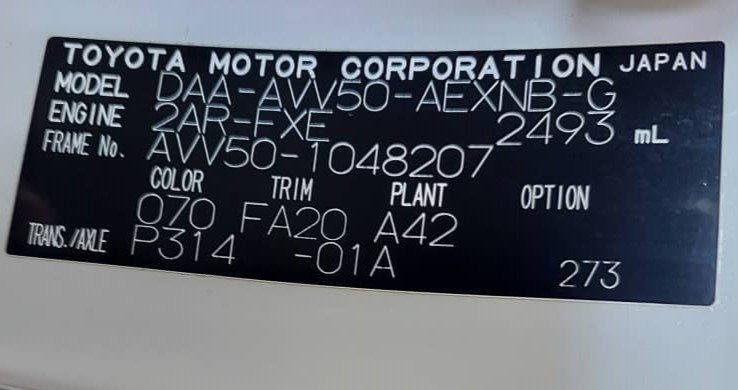 TOYOTA MOTOR CORPORATION JAPAN
MODEL DAA-AVV50-AEXNB-G
ENGINE 2AR-FXE 2493 mL
FRAME No. AVV50-1048207
COLOR TRIM PLANT OPTION
070 FA20 A42
TRANS./AXLE P314 -01A 273